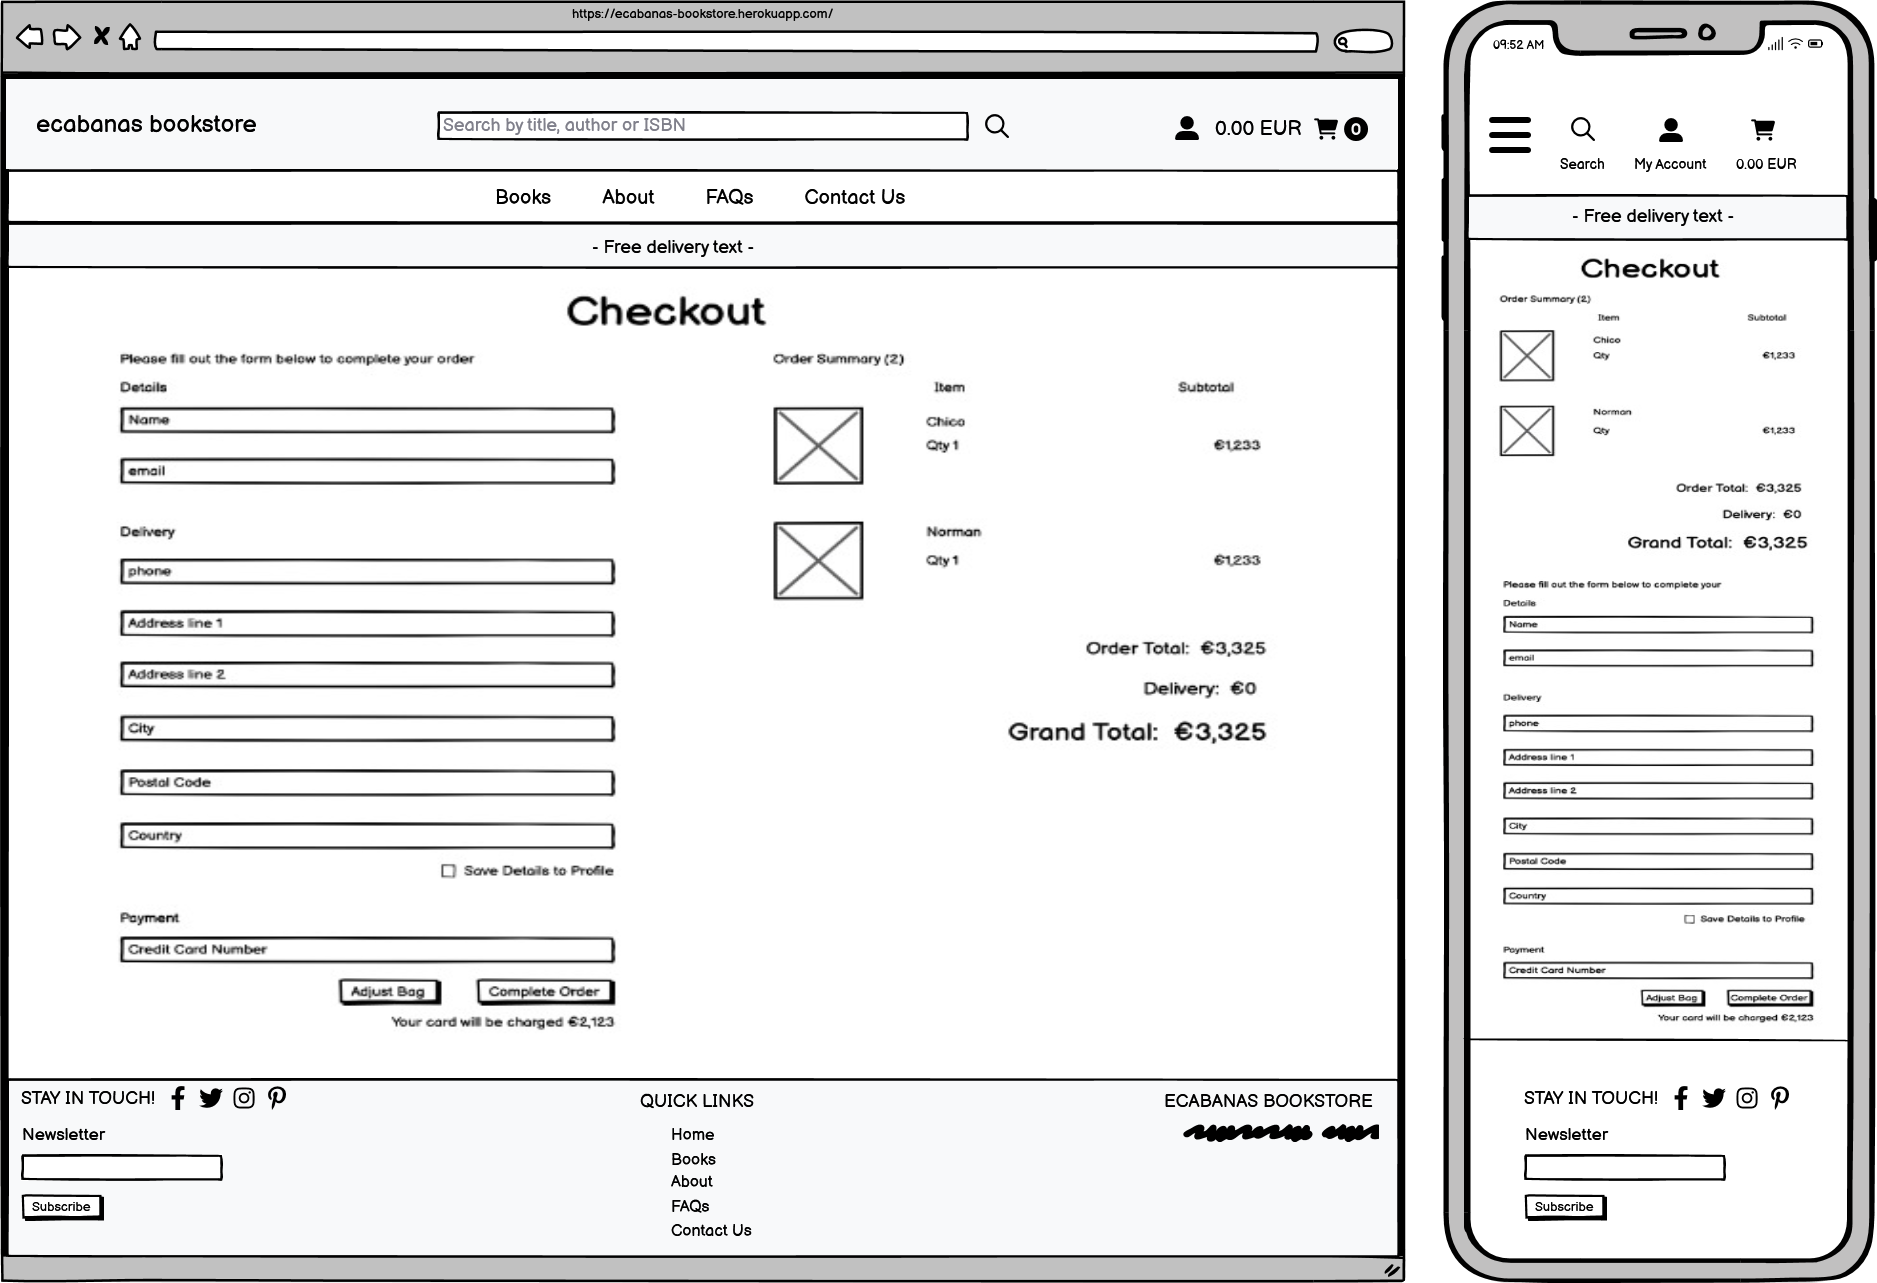 https://ecabanas-bookstore.herokuapp.com/
ecabanas bookstore
Search by title, author or ISBN
0.00 EUR
0
Books About FAQs Contact Us
- Free delivery text -
Checkout
Please fill out the form below to complete your order
Details
Name
email
Delivery
phone
Address line 1
Address line 2
City
Postal Code
Country
Save Details to Profile
Payment
Credit Card Number
Adjust Bag Complete Order
Your card will be charged €2,123
Order Summary (2)
Item Subtotal
Chico
Qty 1 €1,233
Norman
Qty 1 €1,233
Order Total: €3,325
Delivery: €0
Grand Total: €3,325
STAY IN TOUCH!
Newsletter
Subscribe
QUICK LINKS
Home
Books
About
FAQs
Contact Us
ECABANAS BOOKSTORE
09:52 AM
Search My Account 0.00 EUR
- Free delivery text -
Checkout
Order Summary (2)
Item Subtotal
Chico
Qty €1,233
Norman
Qty €1,233
Order Total: €3,325
Delivery: €0
Grand Total: €3,325
Please fill out the form below to complete your
Details
Name
email
Delivery
phone
Address line 1
Address line 2
City
Postal Code
Country
Save Details to Profile
Payment
Credit Card Number
Adjust Bag Complete Order
Your card will be charged €2,123
STAY IN TOUCH!
Newsletter
Subscribe